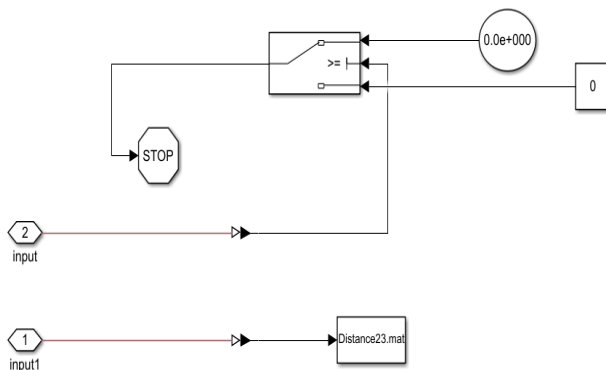 0.0e+000
>=
0
STOP
2
input
1
Distance23.mat
input1